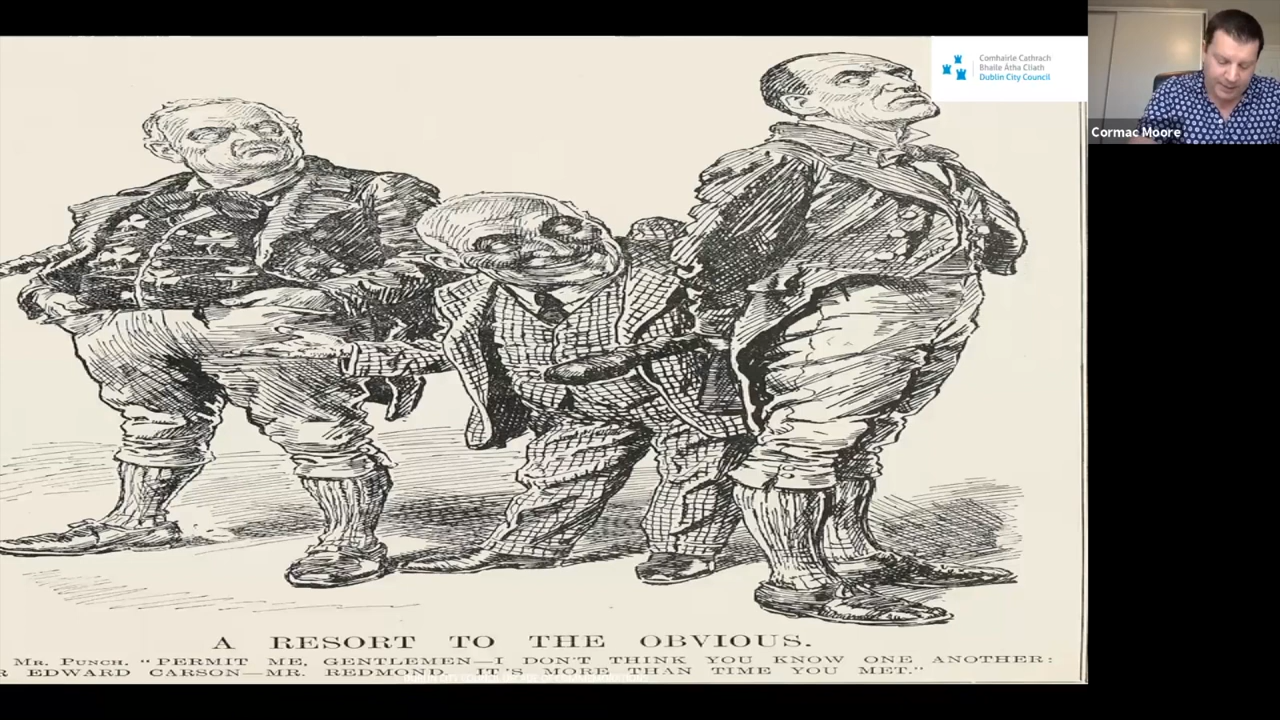 Comhairle Cathrach
Bhaile Átha Cliath
Dublin City Council
Cormac Moore
A RESORT TO THE OBVIOUS.
Mr. Punch. "PERMIT ME, GENTLEMEN—I DON'T THINK YOU KNOW ONE ANOTHER:
R EDWARD CARSON—MR. REDMOND. IT'S MORE THAN TIME YOU MET."